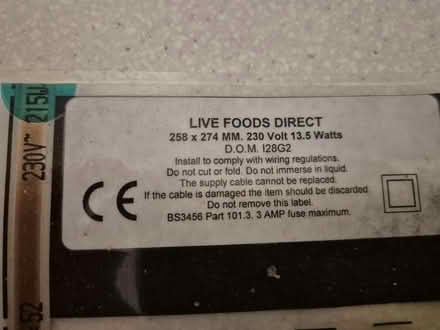 LIVE FOODS DIRECT
258 x 274 MM. 230 Volt 13.5 Watts
D.O.M. I28G2
Install to comply with wiring regulations.
Do not cut or fold. Do not immerse in liquid.
The supply cable cannot be replaced.
If the cable is damaged the item should be discarded
Do not remove this label.
BS3456 Part 101.3. 3 AMP fuse maximum.
CE
230V~ 215W